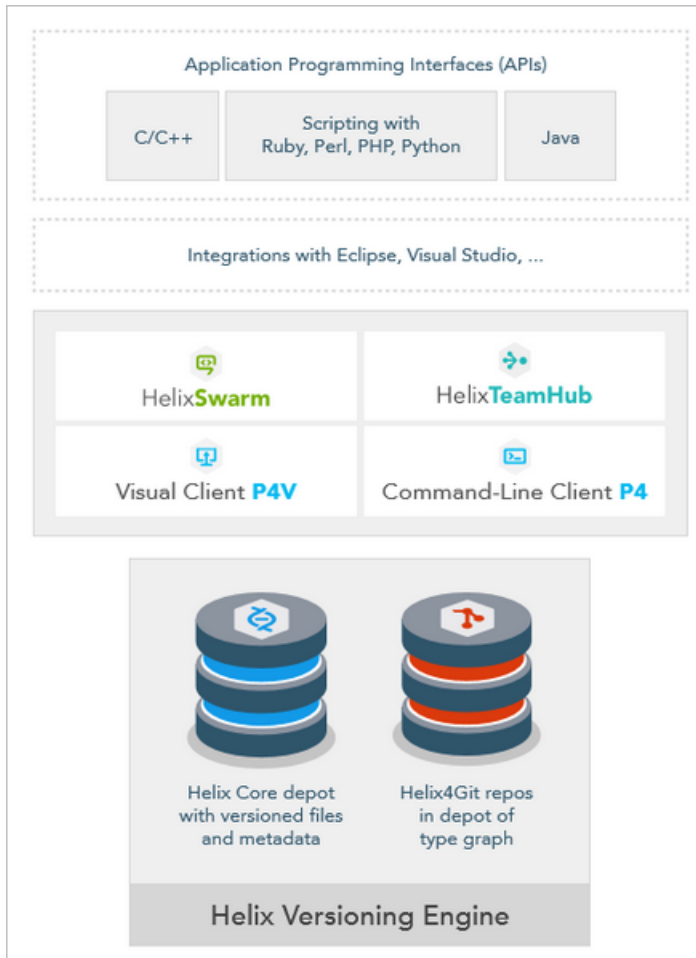 Application Programming Interfaces (APIs)
C/C++
Scripting with
Ruby, Perl, PHP, Python
Java
Integrations with Eclipse, Visual Studio, ...
HelixSwarm
HelixTeamHub
Visual Client P4V
Command-Line Client P4
Helix Core depot
with versioned files
and metadata
Helix4Git repos
in depot of
type graph
Helix Versioning Engine